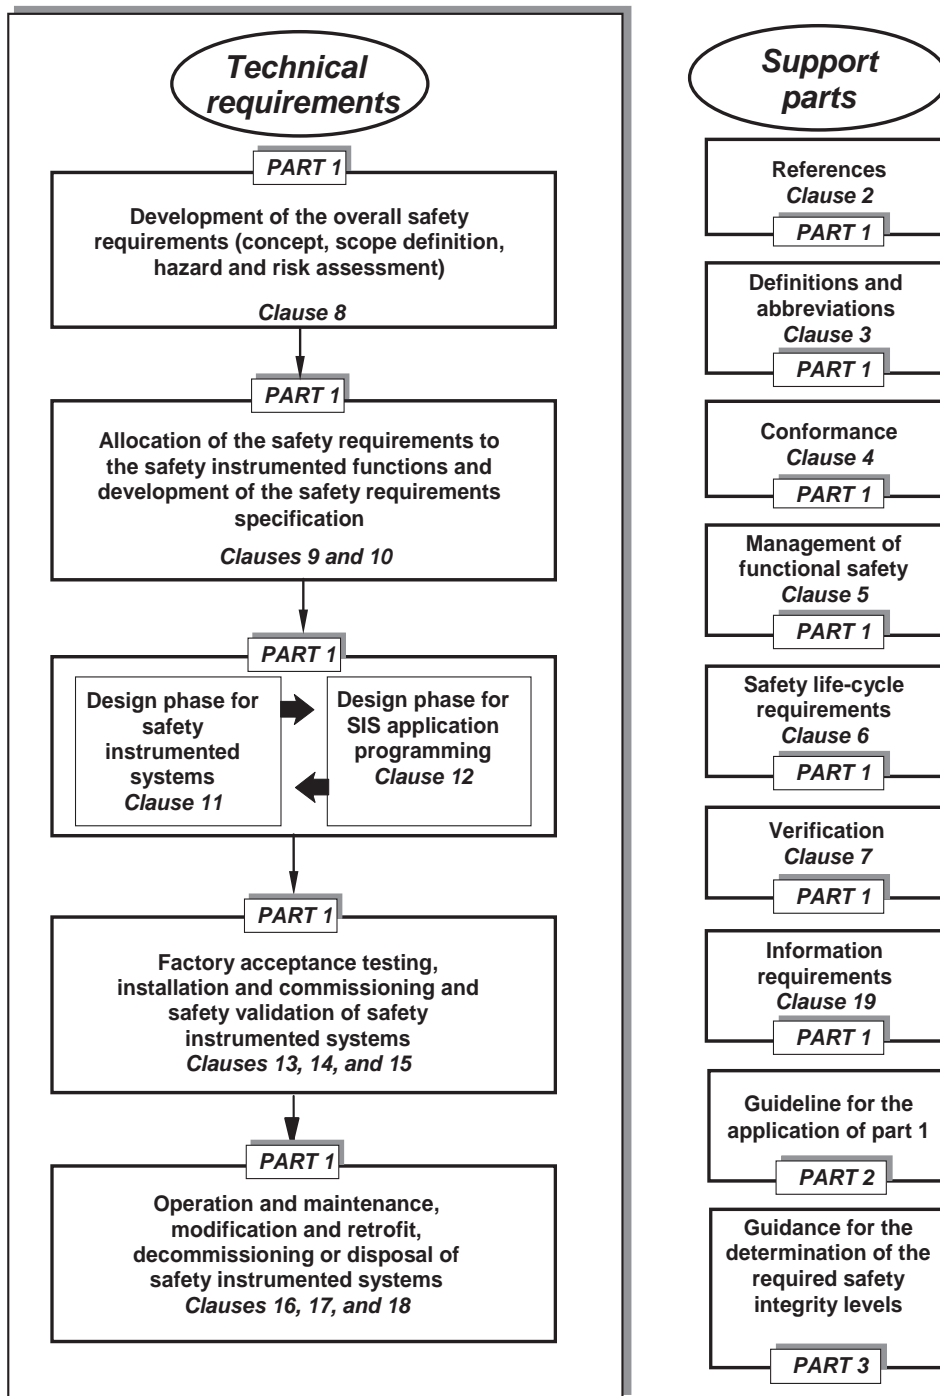 Technical
requirements
PART 1
Development of the overall safety
requirements (concept, scope definition,
hazard and risk assessment)
Clause 8
PART 1
Allocation of the safety requirements to
the safety instrumented functions and
development of the safety requirements
specification
Clauses 9 and 10
PART 1
Design phase for
safety
instrumented
systems
Clause 11
Design phase for
SIS application
programming
Clause 12
PART 1
Factory acceptance testing,
installation and commissioning and
safety validation of safety
instrumented systems
Clauses 13, 14, and 15
PART 1
Operation and maintenance,
modification and retrofit,
decommissioning or disposal of
safety instrumented systems
Clauses 16, 17, and 18
Support
parts
References
Clause 2
PART 1
Definitions and
abbreviations
Clause 3
PART 1
Conformance
Clause 4
PART 1
Management of
functional safety
Clause 5
PART 1
Safety life-cycle
requirements
Clause 6
PART 1
Verification
Clause 7
PART 1
Information
requirements
Clause 19
PART 1
Guideline for the
application of part 1
PART 2
Guidance for the
determination of the
required safety
integrity levels
PART 3